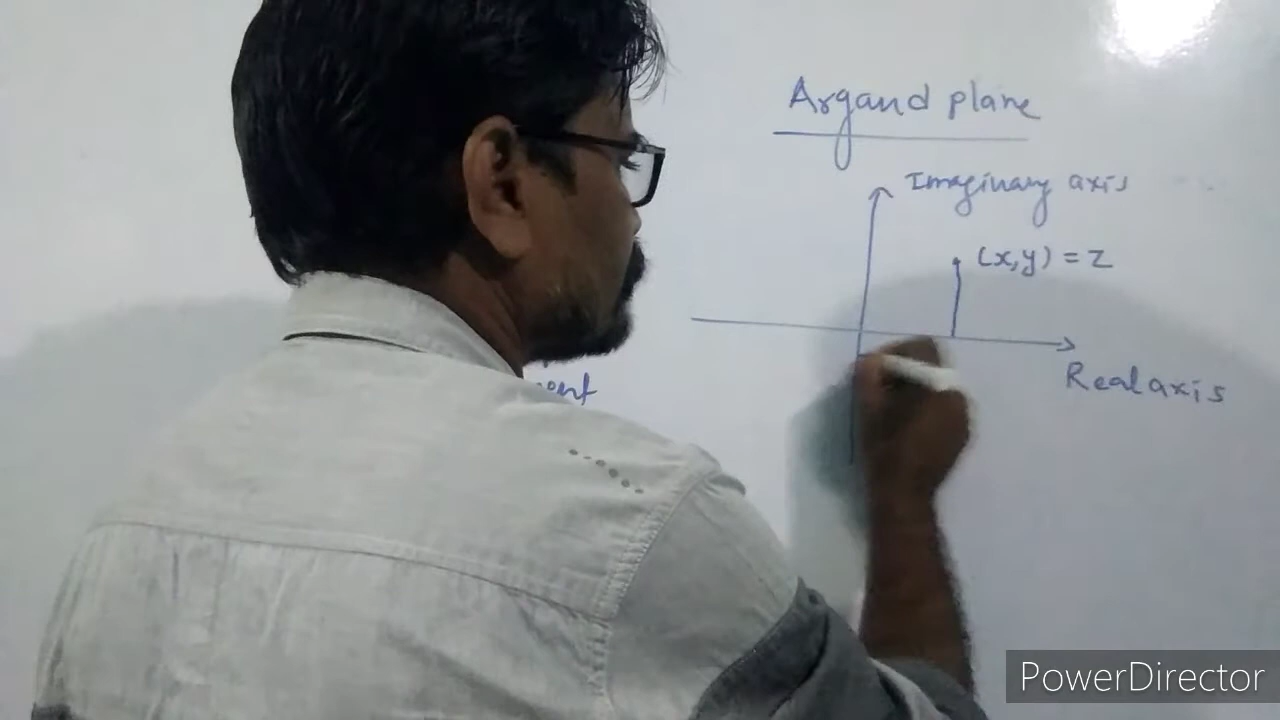 Argand plane
Imaginary axis
(x,y) = z
Real axis
PowerDirector